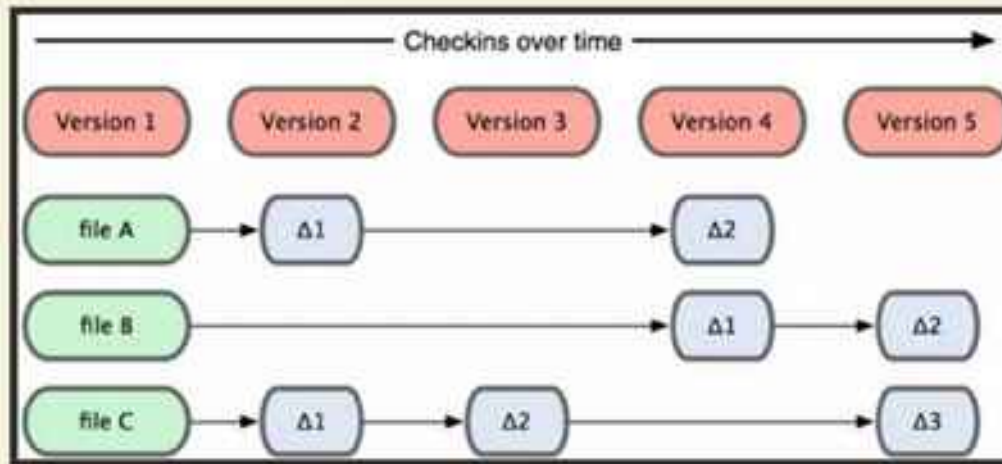 Checkins over time
Version 1 Version 2 Version 3 Version 4 Version 5
file A Δ1 Δ2
file B Δ1 Δ2
file C Δ1 Δ2 Δ3